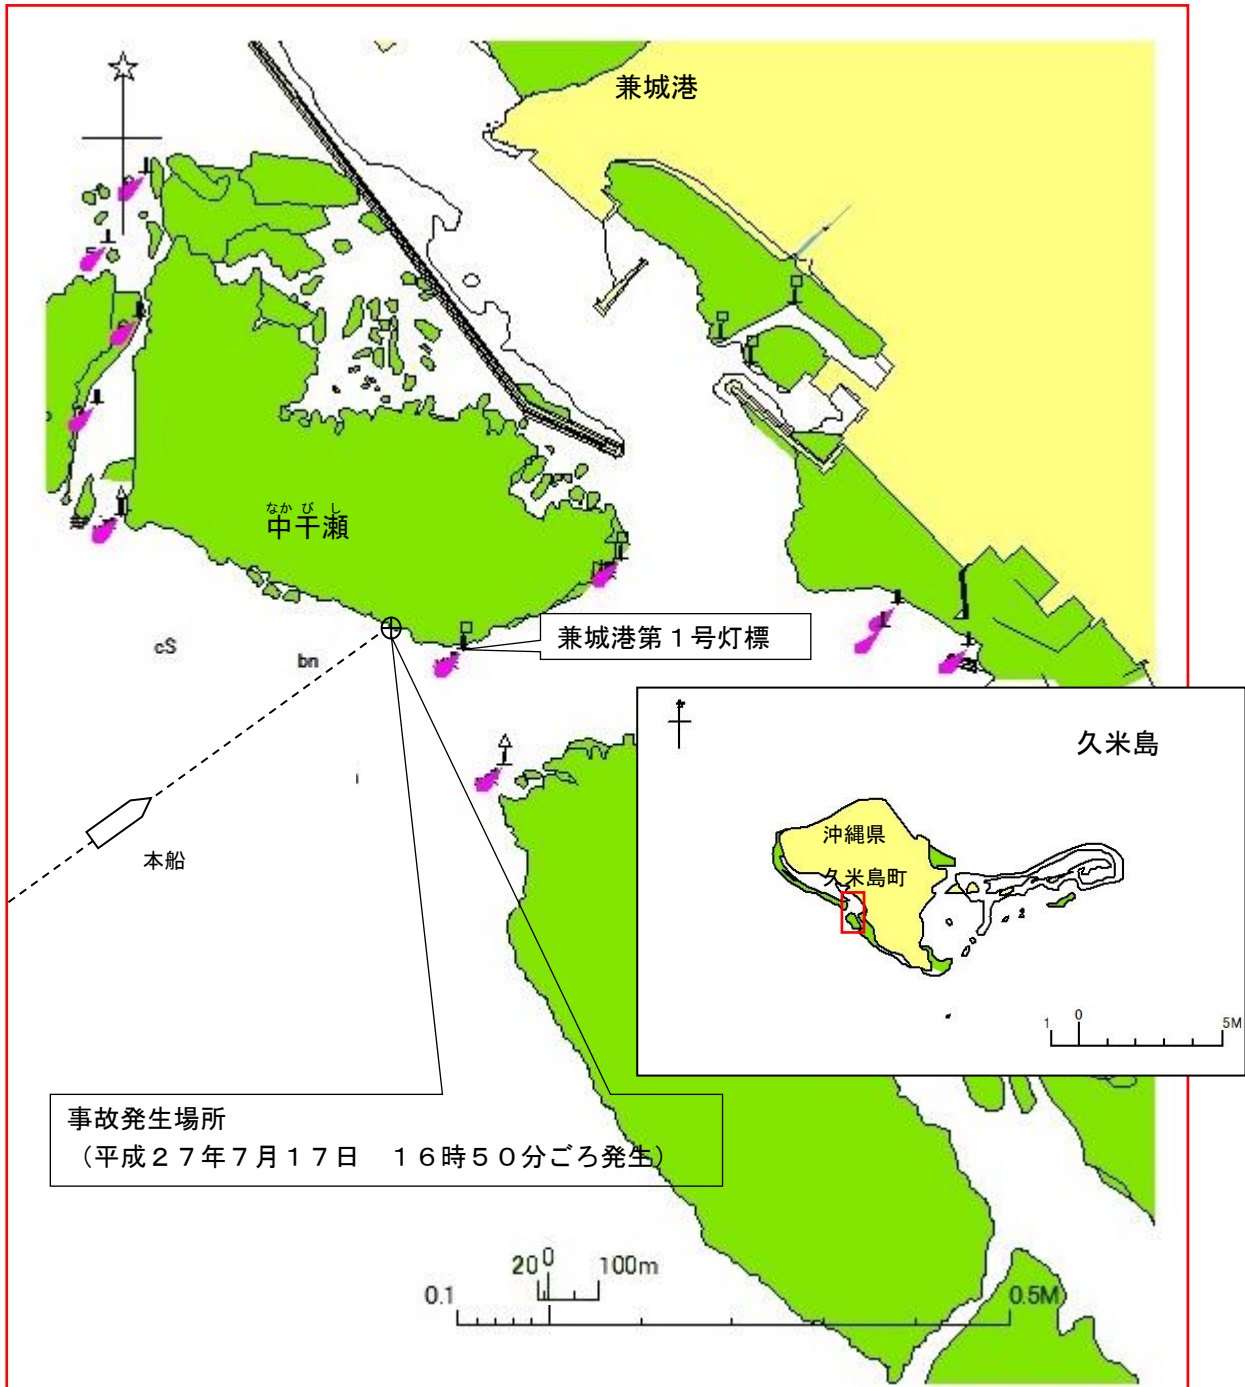 兼城港
なかびし
中干瀬
兼城港第１号灯標
cS
bn
本船
久米島
沖縄県
久米島町
1 0 5M
事故発生場所
（平成２７年７月１７日　１６時５０分ごろ発生）
20 0 100m
0.1 0.5M